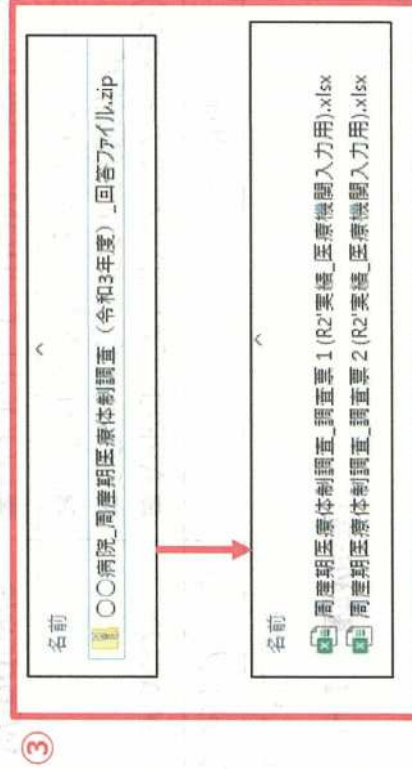 ③
名前
〇〇病院_周産期医療体制調査（令和3年度）_回答ファイル.zip
名前
周産期医療体制調査_調査票1(R2'実績_医療機関入力用).xlsx
周産期医療体制調査_調査票2(R2'実績_医療機関入力用).xlsx